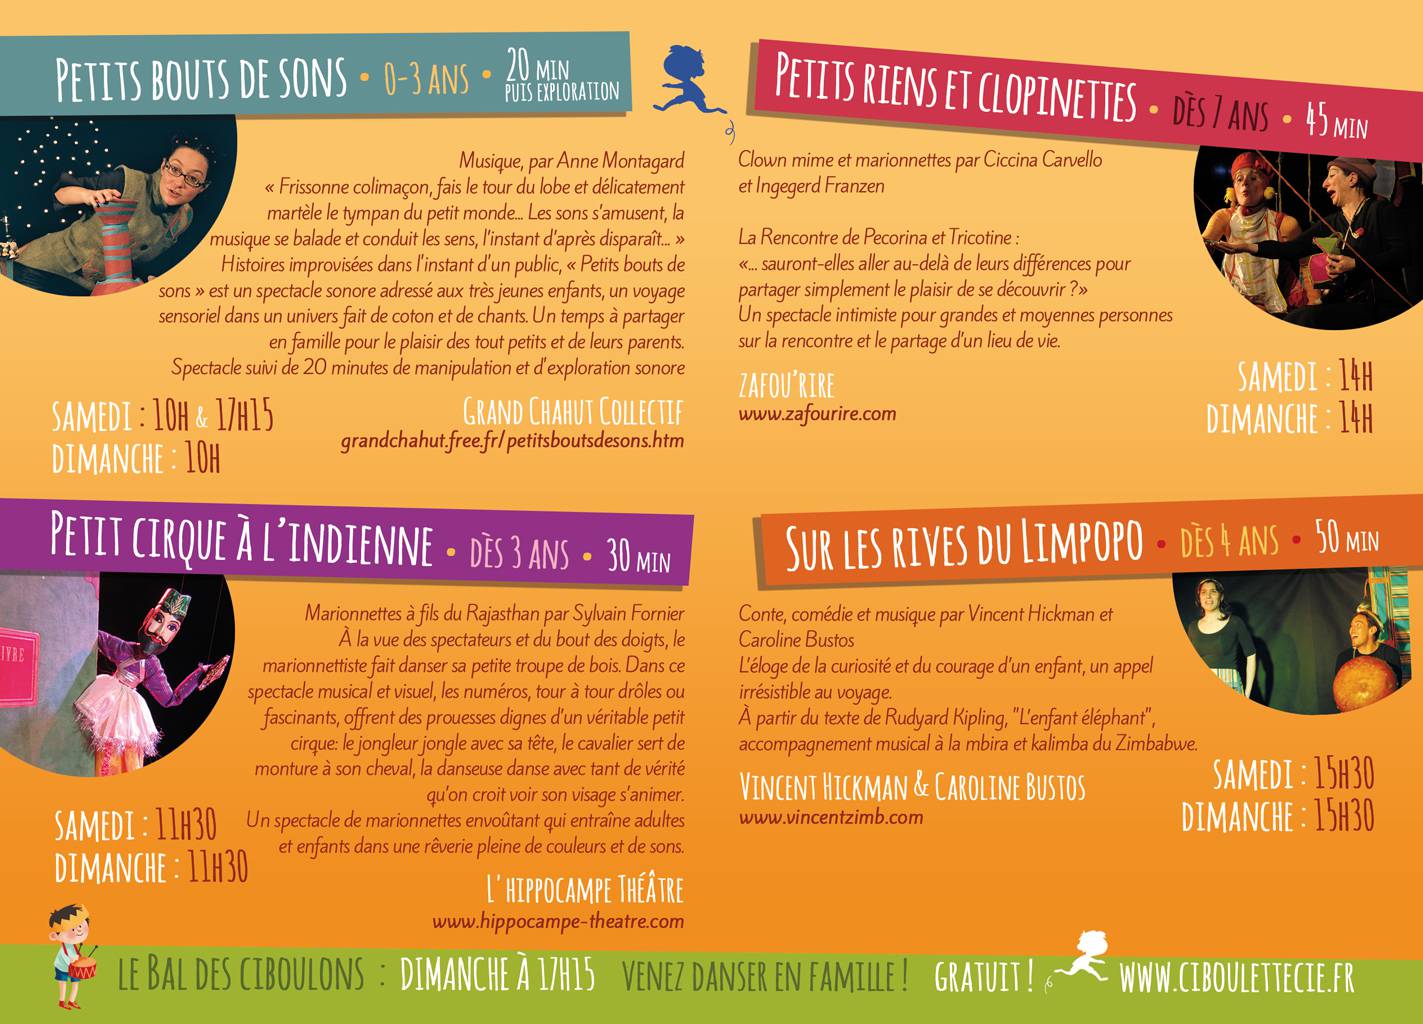 PETITS BOUTS DE SONS • 0-3 ANS • 20 MIN
PUIS EXPLORATION
Musique, par Anne Montagard
« Frissonne colimaçon, fais le tour du lobe et délicatement
martèle le tympan du petit monde... Les sons s'amusent, la
musique se balade et conduit les sens, l'instant d'après disparaît... »
Histoires improvisées dans l'instant d'un public, « Petits bouts de
sons » est un spectacle sonore adressé aux très jeunes enfants, un voyage
sensoriel dans un univers fait de coton et de chants. Un temps à partager
en famille pour le plaisir des tout petits et de leurs parents.
Spectacle suivi de 20 minutes de manipulation et d'exploration sonore
SAMEDI : 10H & 17H15
DIMANCHE : 10H
GRAND CHAHUT COLLECTIF
grandchahut.free.fr/petitsboutsdesons.htm
PETITS RIENS ET CLOPINETTES • DÈS 7 ANS • 45 MIN
Clown mime et marionnettes par Ciccina Carvello
et Ingegerd Franzen
La Rencontre de Pecorina et Tricotine :
«... sauront-elles aller au-delà de leurs différences pour
partager simplement le plaisir de se découvrir ?»
Un spectacle intimiste pour grandes et moyennes personnes
sur la rencontre et le partage d'un lieu de vie.
ZAFOU'RIRE
www.zafourire.com
SAMEDI : 14H
DIMANCHE : 14H
PETIT CIRQUE À L'INDIENNE • DÈS 3 ANS • 30 MIN
IVRE
Marionnettes à fils du Rajasthan par Sylvain Fornier
À la vue des spectateurs et du bout des doigts, le
marionnettiste fait danser sa petite troupe de bois. Dans ce
spectacle musical et visuel, les numéros, tour à tour drôles ou
fascinants, offrent des prouesses dignes d'un véritable petit
cirque: le jongleur jongle avec sa tête, le cavalier sert de
monture à son cheval, la danseuse danse avec tant de vérité
qu'on croit voir son visage s'animer.
Un spectacle de marionnettes envoûtant qui entraîne adultes
et enfants dans une rêverie pleine de couleurs et de sons.
SAMEDI : 11H30
DIMANCHE : 11H30
L'HIPPOCAMPE THÉÂTRE
www.hippocampe-theatre.com
SUR LES RIVES DU LIMPOPO • DÈS 4 ANS • 50 MIN
Conte, comédie et musique par Vincent Hickman et
Caroline Bustos
L'éloge de la curiosité et du courage d'un enfant, un appel
irrésistible au voyage.
À partir du texte de Rudyard Kipling, "L'enfant éléphant",
accompagnement musical à la mbira et kalimba du Zimbabwe.
VINCENT HICKMAN & CAROLINE BUSTOS
www.vincentzimb.com
SAMEDI : 15H30
DIMANCHE : 15H30
LE BAL DES CIBOULONS : DIMANCHE À 17H15 VENEZ DANSER EN FAMILLE ! GRATUIT ! WWW.CIBOULETTECIE.FR